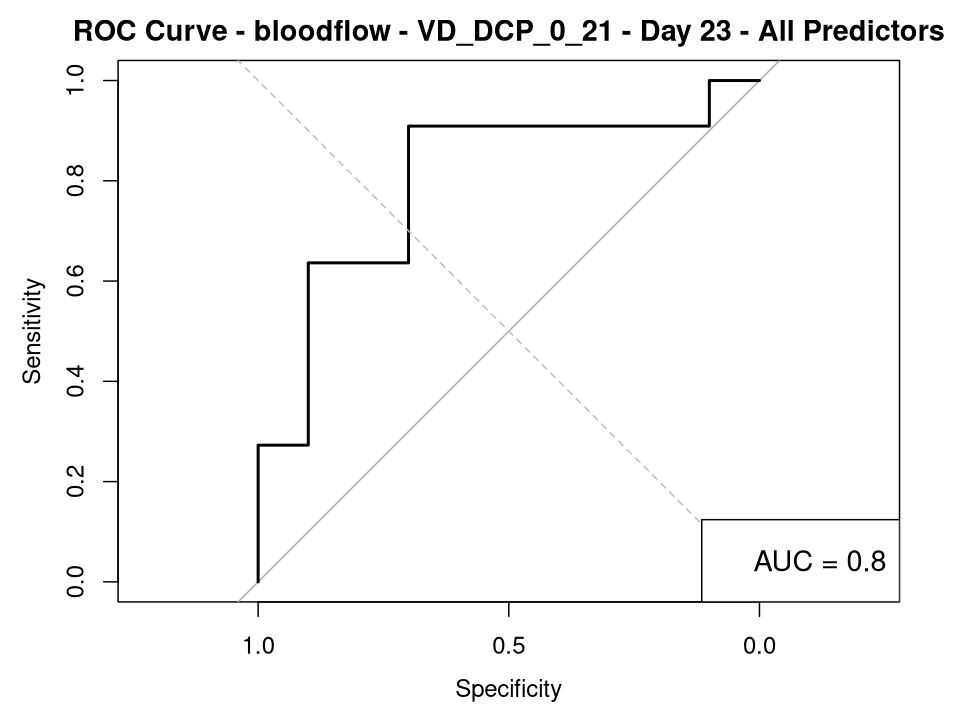 ROC Curve - bloodflow - VD_DCP_0_21 - Day 23 - All Predictors
1.0
0.8
0.6
0.4
0.2
0.0
Sensitivity
AUC = 0.8
1.0 0.5 0.0
Specificity